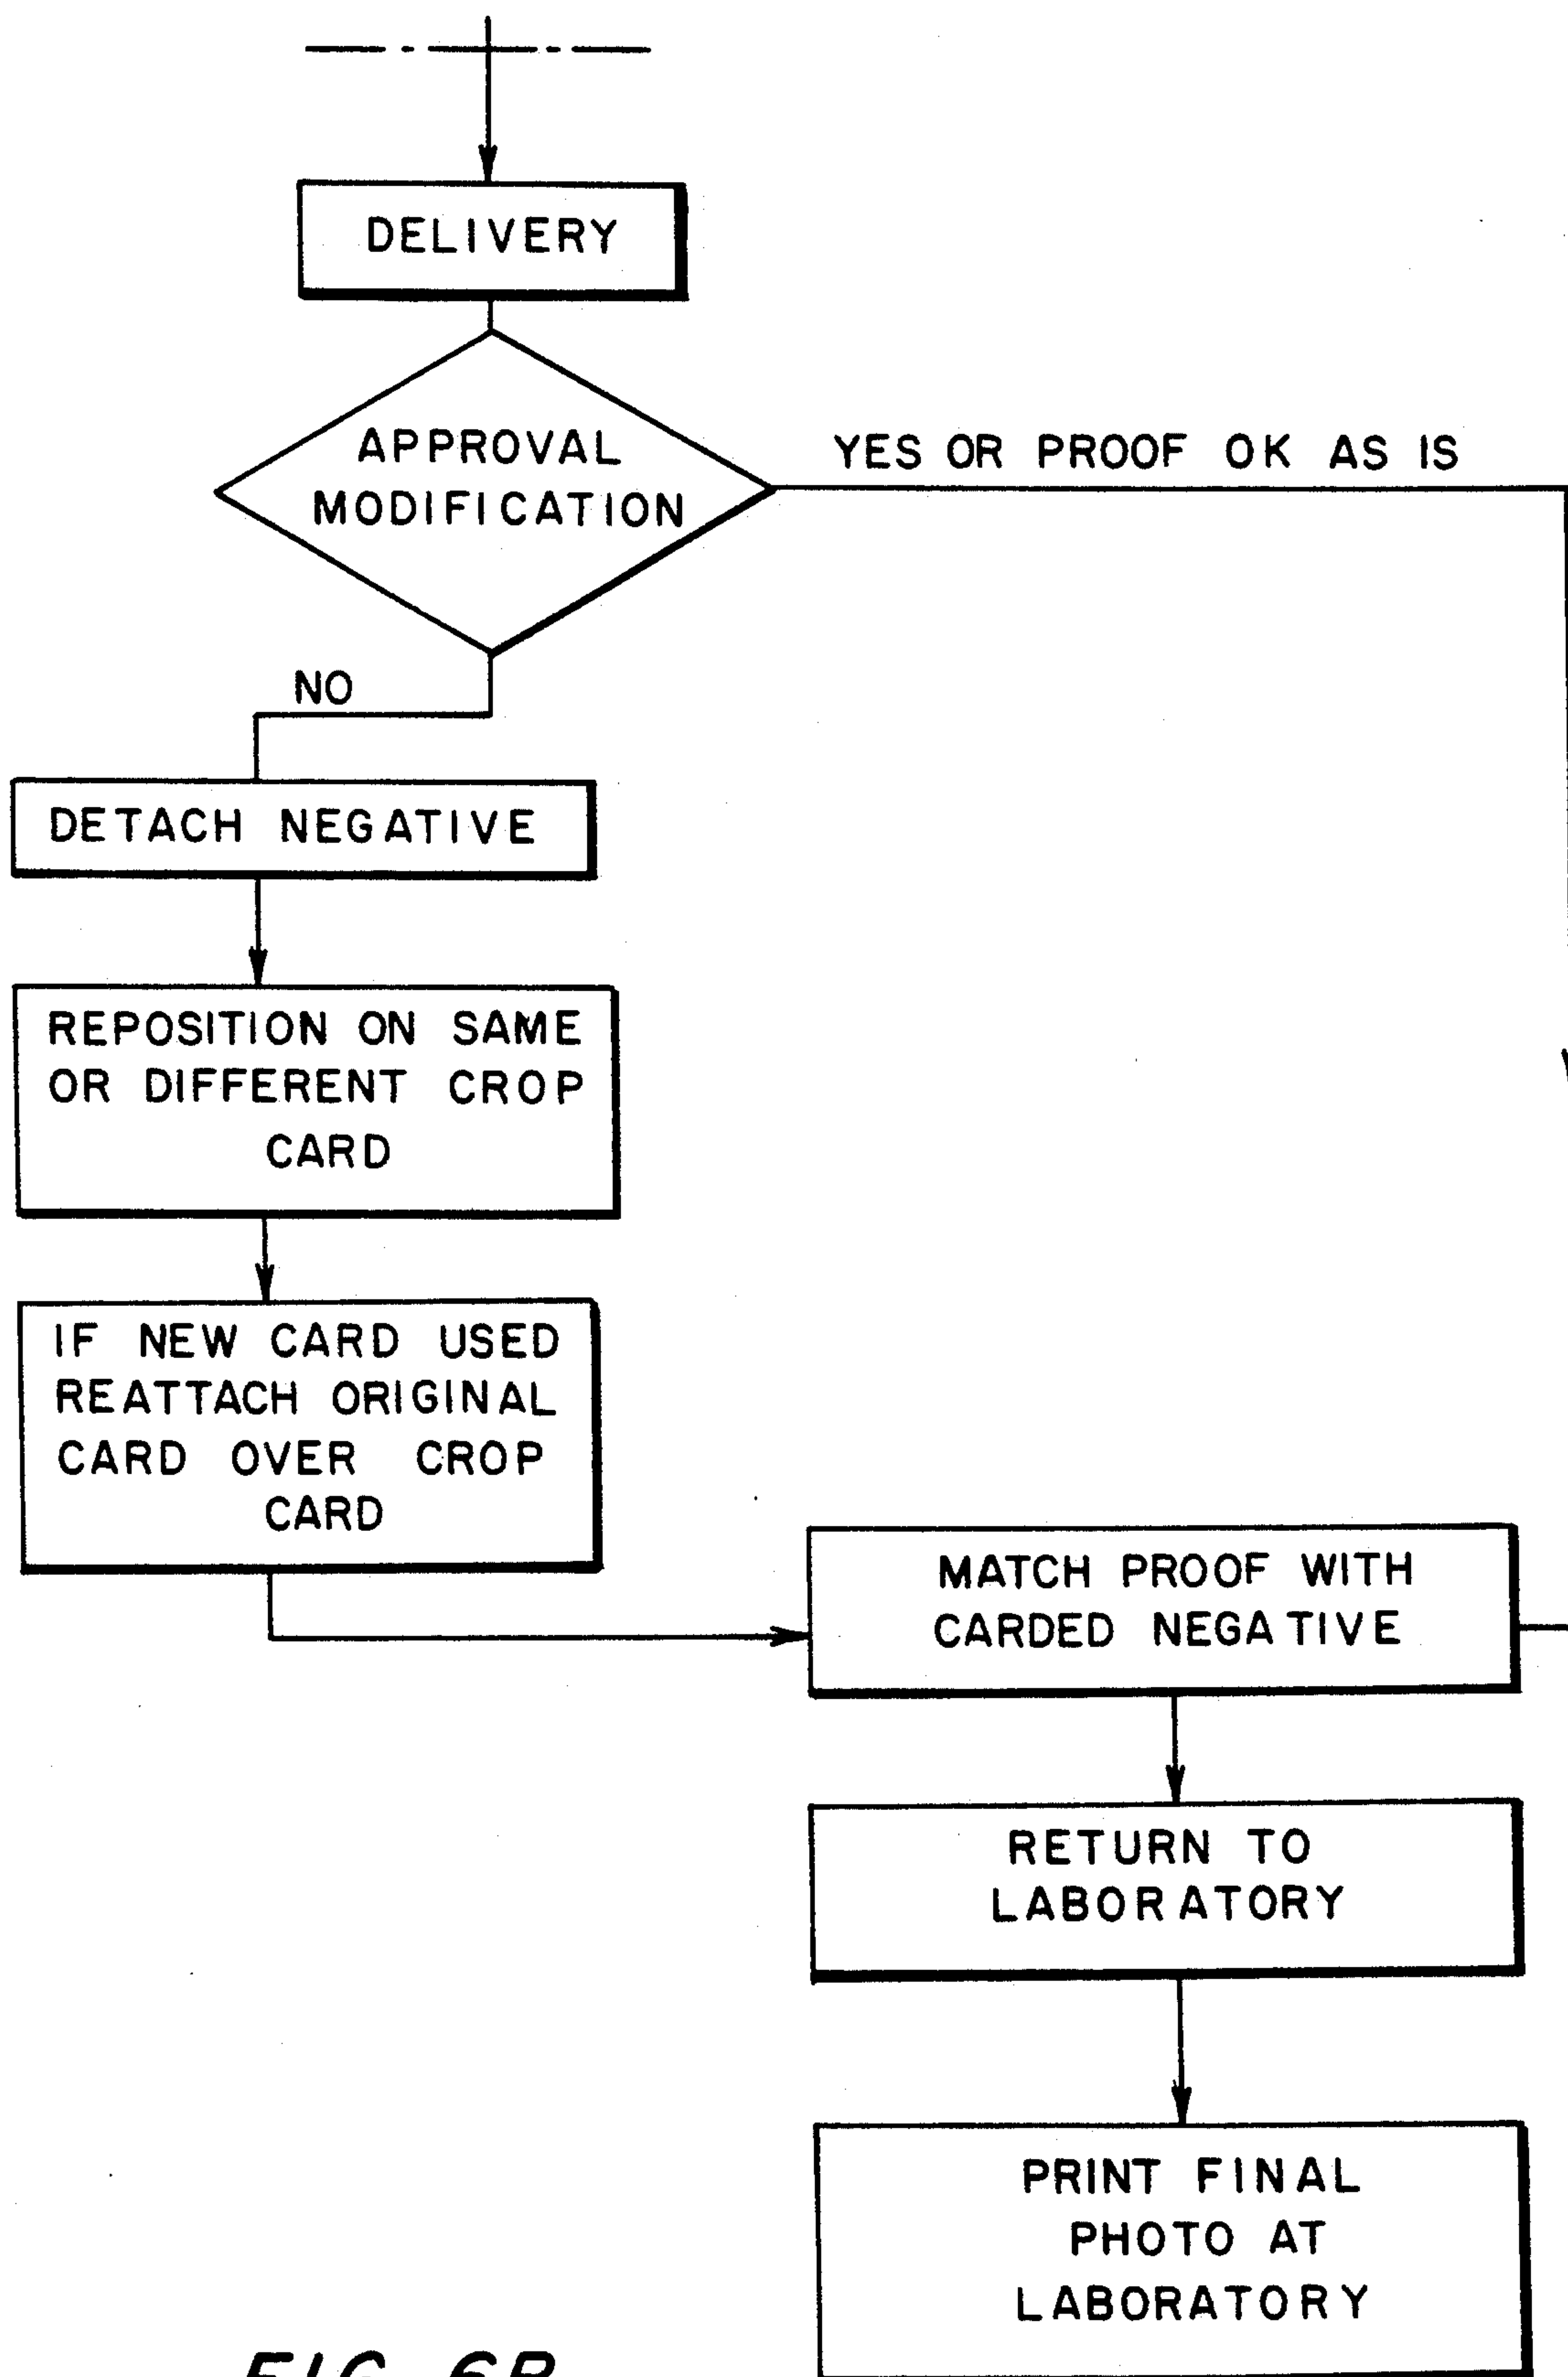 DELIVERY
APPROVAL
MODIFICATION
YES OR PROOF OK AS IS
NO
DETACH NEGATIVE
REPOSITION ON SAME
OR DIFFERENT CROP
CARD
IF NEW CARD USED
REATTACH ORIGINAL
CARD OVER CROP
CARD
MATCH PROOF WITH
CARDED NEGATIVE
RETURN TO
LABORATORY
PRINT FINAL
PHOTO AT
LABORATORY
FIG. 6B